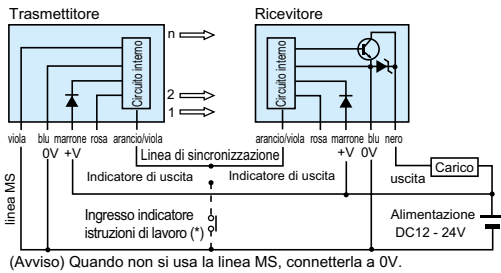 Trasmettitore
Ricevitore
n
Circuito interno
Circuito interno
2
1
viola blu marrone rosa arancio/viola
0V +V
arancio/viola rosa marrone blu nero
+V 0V
Linea di sincronizzazione
uscita
Carico
Indicatore di uscita
Indicatore di uscita
linea MS
Ingresso indicatore
istruzioni di lavoro (*)
Alimentazione
DC12 - 24V
(Avviso) Quando non si usa la linea MS, connetterla a 0V.